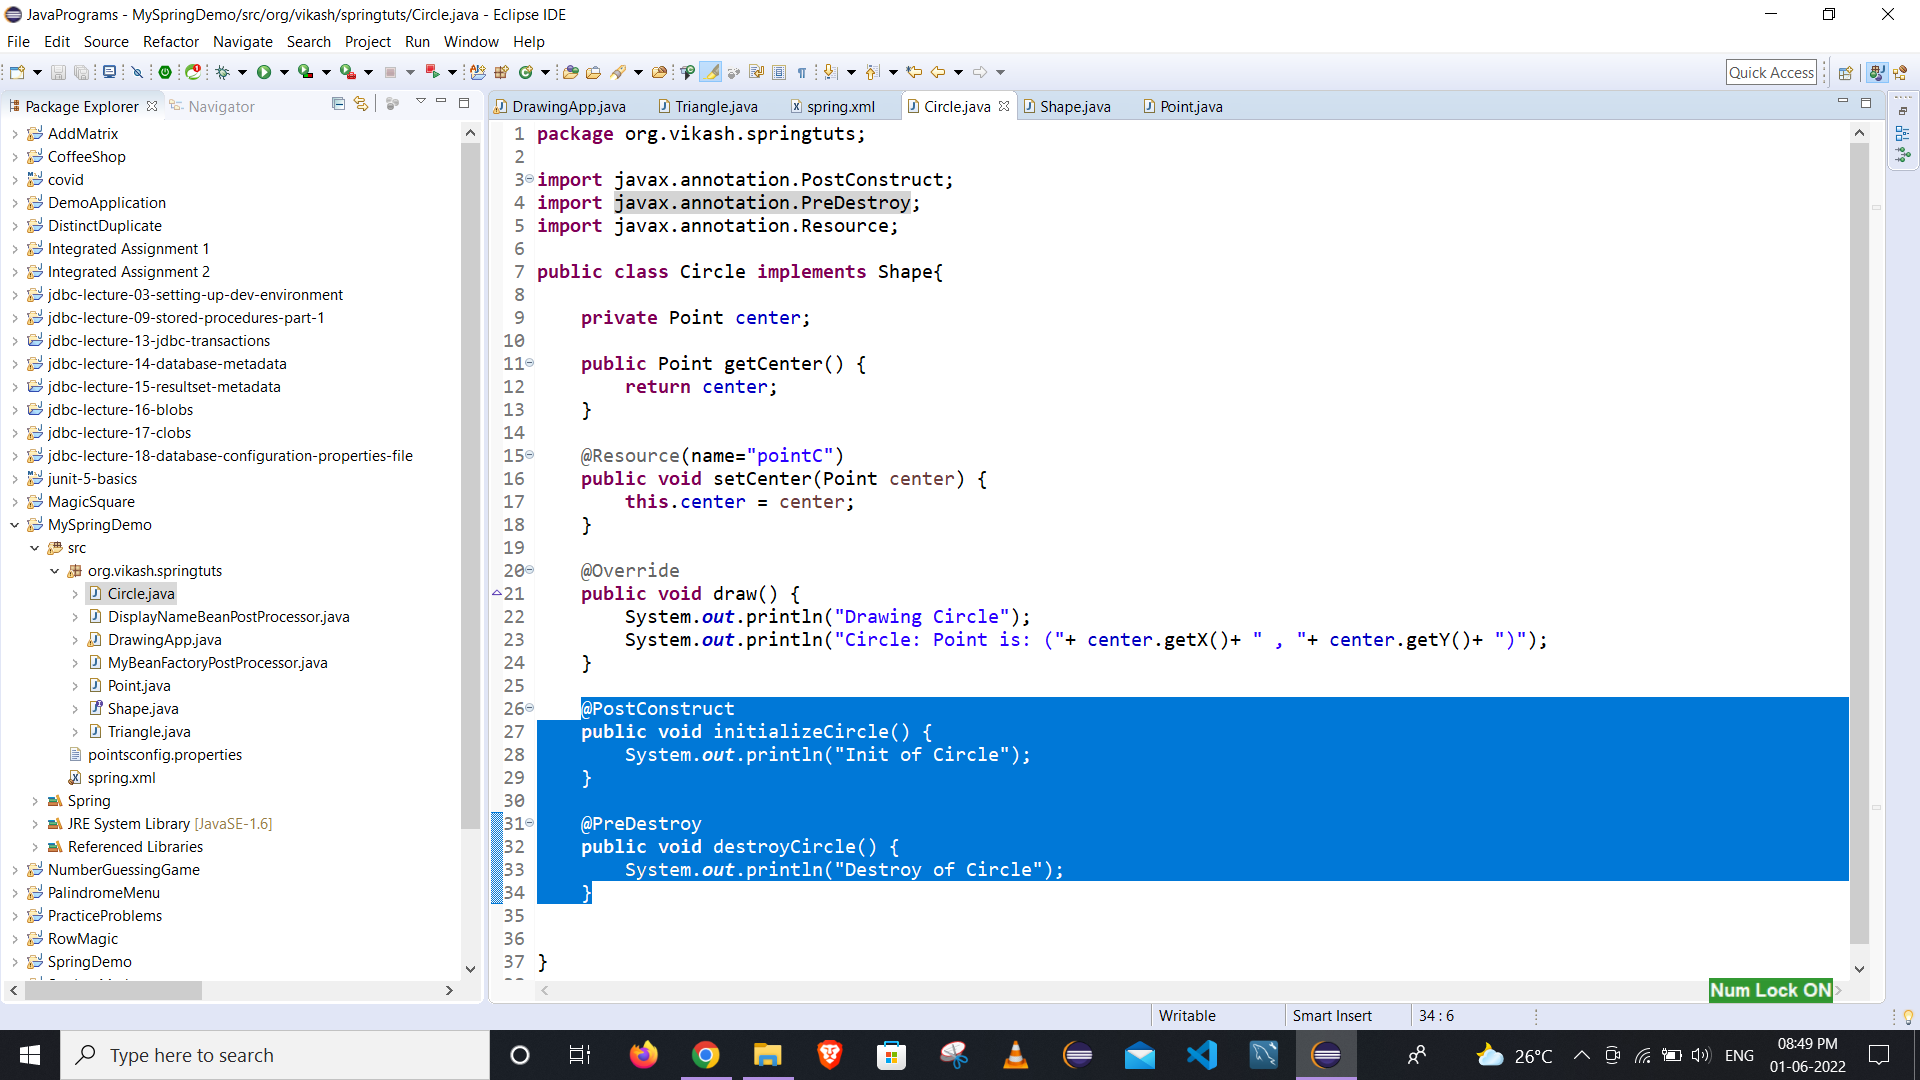 JavaPrograms - MySpringDemo/src/org/vikash/springtuts/Circle.java - Eclipse IDE
File Edit Source Refactor Navigate Search Project Run Window Help
Quick Access
Package Explorer Navigator
AddMatrix
CoffeeShop
covid
DemoApplication
DistinctDuplicate
Integrated Assignment 1
Integrated Assignment 2
jdbc-lecture-03-setting-up-dev-environment
jdbc-lecture-09-stored-procedures-part-1
jdbc-lecture-13-jdbc-transactions
jdbc-lecture-14-database-metadata
jdbc-lecture-15-resultset-metadata
jdbc-lecture-16-blobs
jdbc-lecture-17-clobs
jdbc-lecture-18-database-configuration-properties-file
junit-5-basics
MagicSquare
MySpringDemo
src
org.vikash.springtuts
Circle.java
DisplayNameBeanPostProcessor.java
DrawingApp.java
MyBeanFactoryPostProcessor.java
Point.java
Shape.java
Triangle.java
pointsconfig.properties
spring.xml
Spring
JRE System Library [JavaSE-1.6]
Referenced Libraries
NumberGuessingGame
PalindromeMenu
PracticeProblems
RowMagic
SpringDemo
DrawingApp.java Triangle.java spring.xml Circle.java Shape.java Point.java
1 package org.vikash.springtuts;
2
3 import javax.annotation.PostConstruct;
4 import javax.annotation.PreDestroy;
5 import javax.annotation.Resource;
6
7 public class Circle implements Shape{
8
9 private Point center;
10
11 public Point getCenter() {
12 return center;
13 }
14
15 @Resource(name="pointC")
16 public void setCenter(Point center) {
17 this.center = center;
18 }
19
20 @Override
21 public void draw() {
22 System.out.println("Drawing Circle");
23 System.out.println("Circle: Point is: ("+ center.getX()+ " , "+ center.getY()+ ")");
24 }
25
26 @PostConstruct
27 public void initializeCircle() {
28 System.out.println("Init of Circle");
29 }
30
31 @PreDestroy
32 public void destroyCircle() {
33 System.out.println("Destroy of Circle");
34 }
35
36
37 }
Num Lock ON
Writable Smart Insert 34 : 6
Type here to search
26°C ENG 08:49 PM
01-06-2022